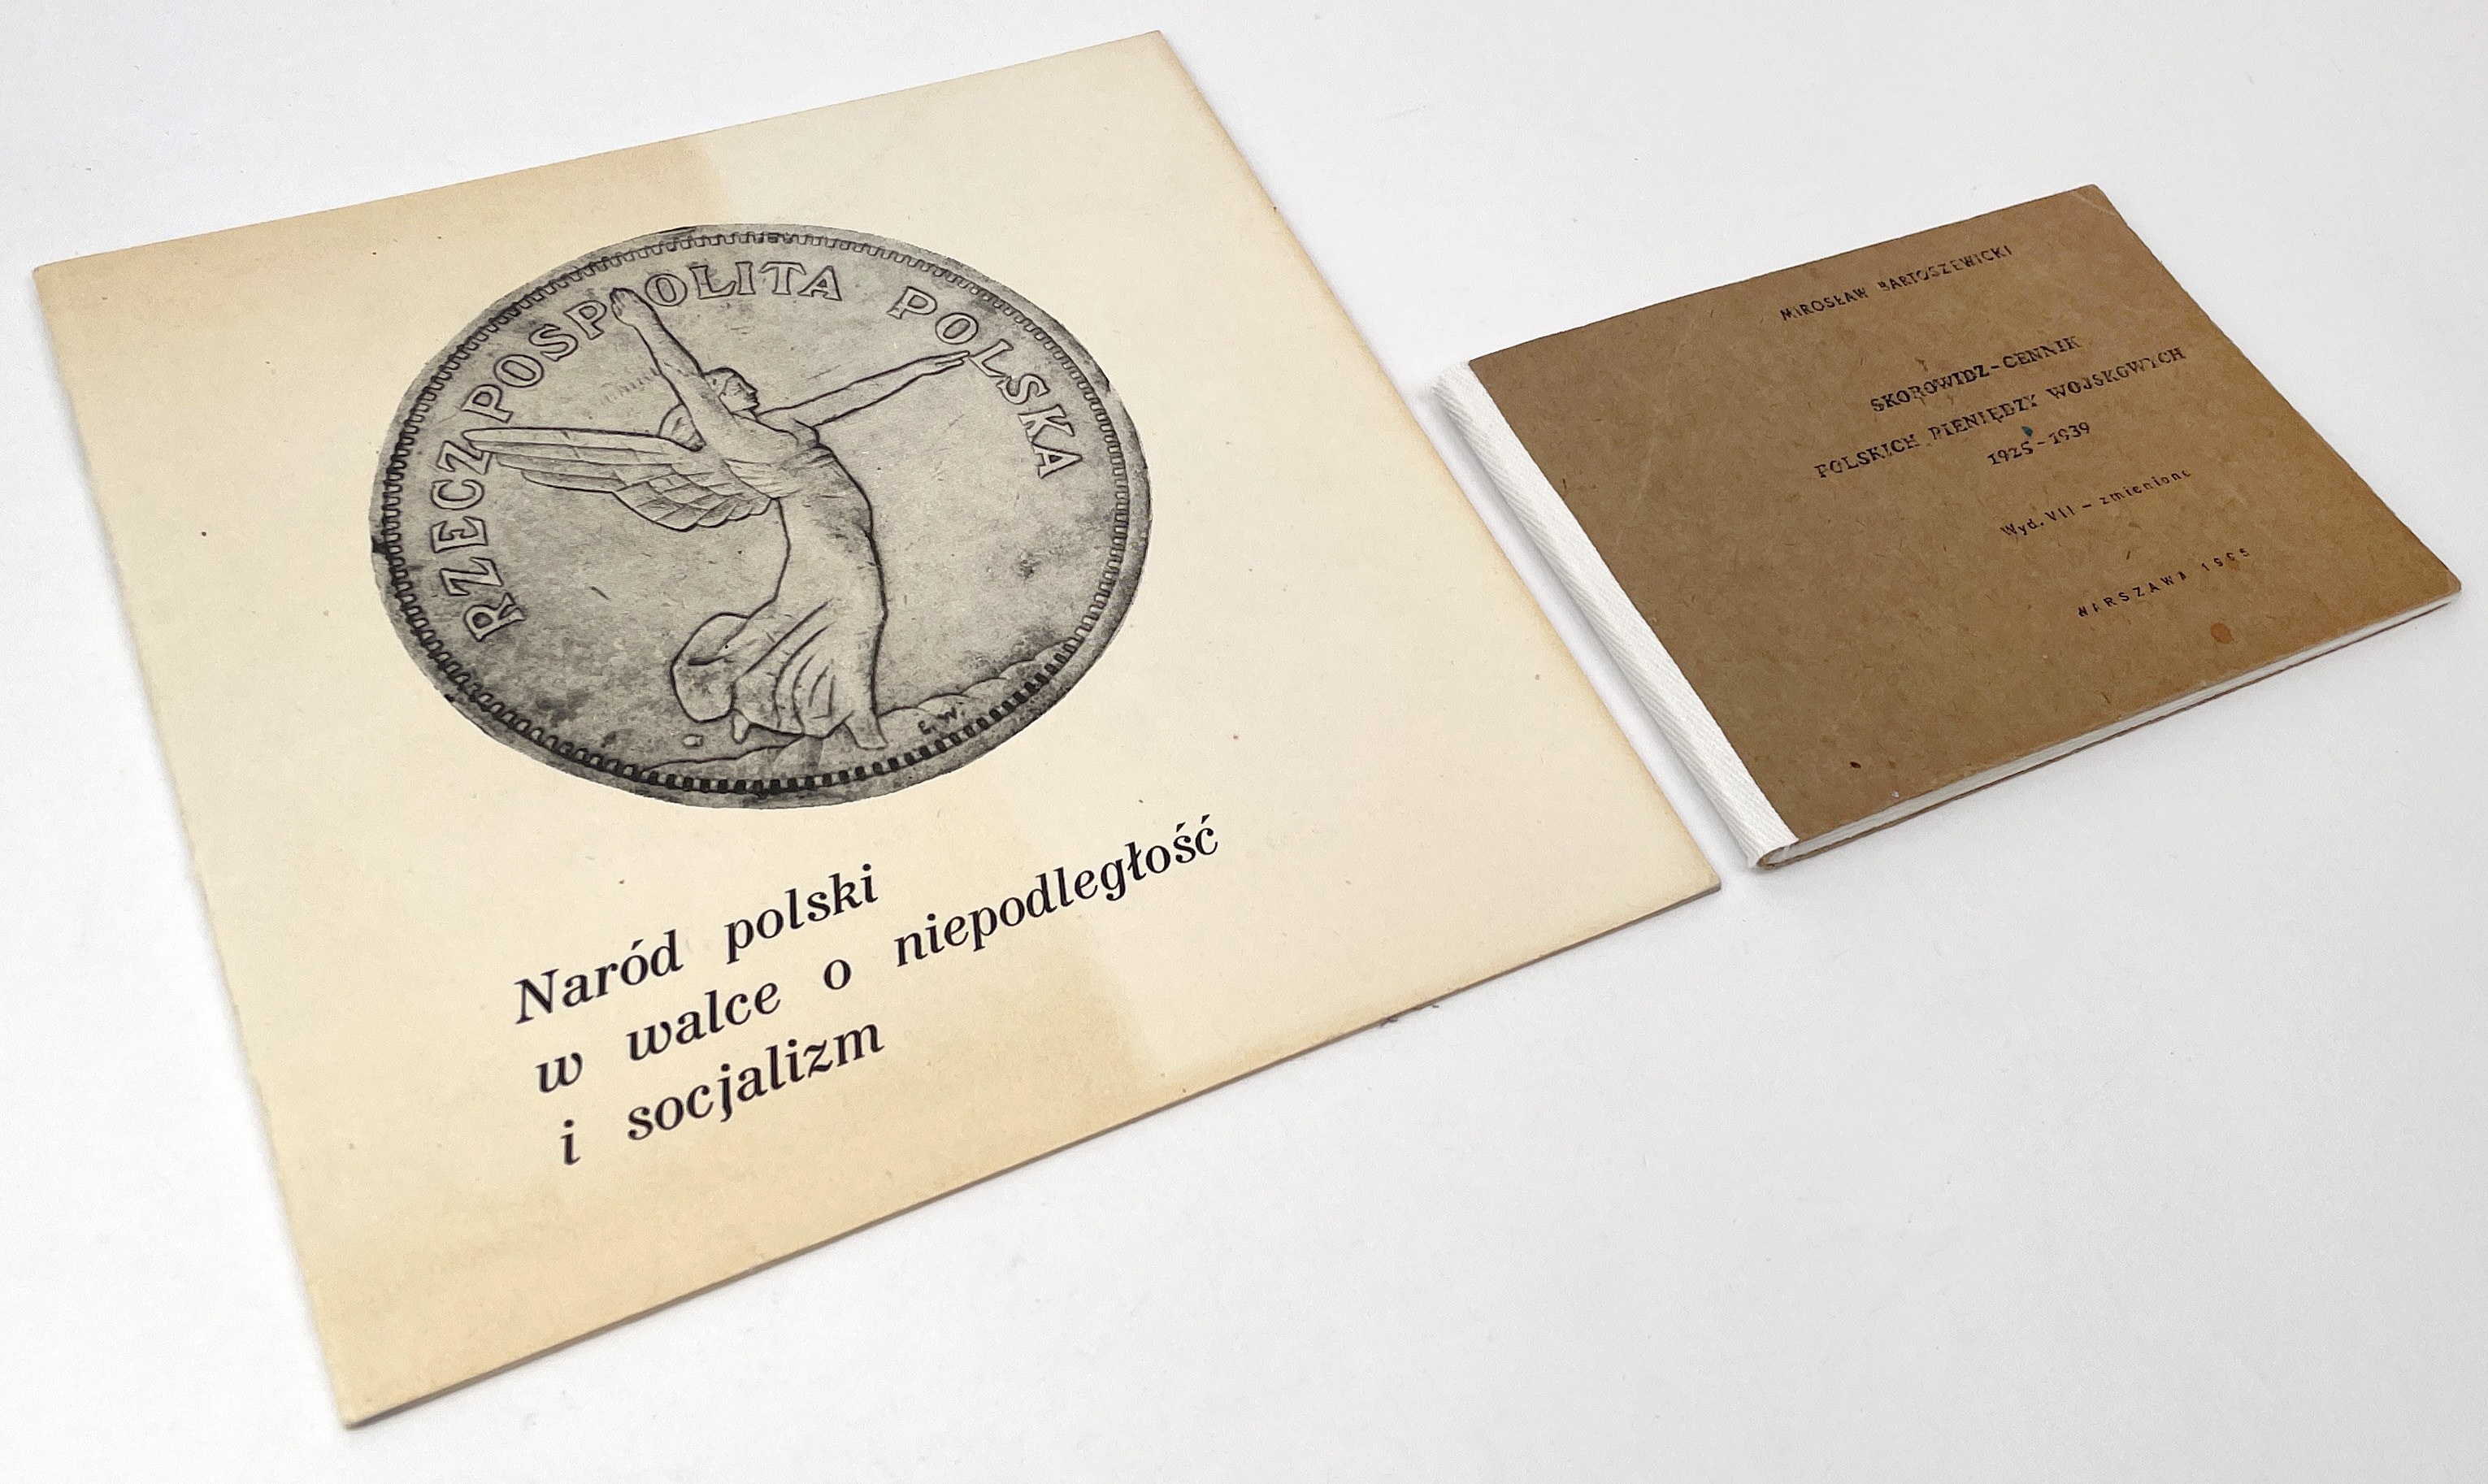 RZECZPOSPOLITA POLSKA
E.W.
Naród polski
w walce o niepodległość
i socjalizm
MIROSŁAW BARTOSZEWICKI
SKOROWIDZ-CENNIK
POLSKICH PIENIĘDZY WOJSKOWYCH
1925-1939
Wyd. VII - zmienione
WARSZAWA